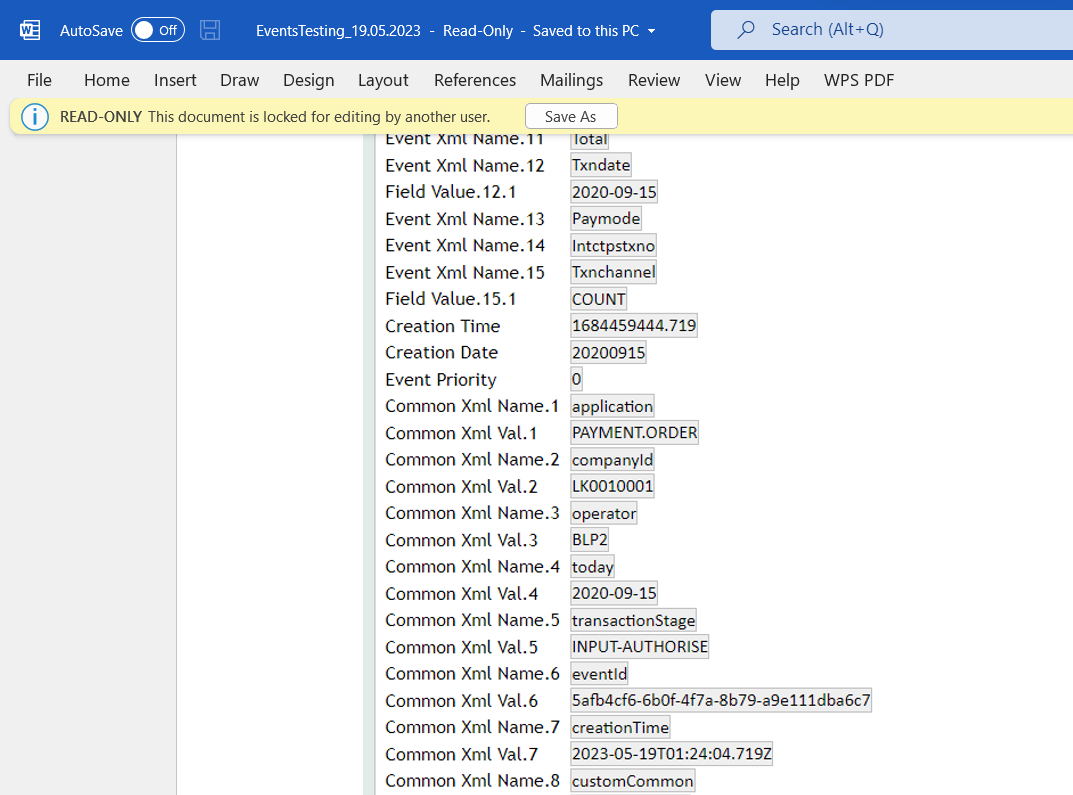 AutoSave Off EventsTesting_19.05.2023 - Read-Only - Saved to this PC Search (Alt+Q)
File Home Insert Draw Design Layout References Mailings Review View Help WPS PDF
READ-ONLY This document is locked for editing by another user. Save As
Event Xml Name.11 Total
Event Xml Name.12 Txndate
Field Value.12.1 2020-09-15
Event Xml Name.13 Paymode
Event Xml Name.14 Intctpstxno
Event Xml Name.15 Txnchannel
Field Value.15.1 COUNT
Creation Time 1684459444.719
Creation Date 20200915
Event Priority 0
Common Xml Name.1 application
Common Xml Val.1 PAYMENT.ORDER
Common Xml Name.2 companyId
Common Xml Val.2 LK0010001
Common Xml Name.3 operator
Common Xml Val.3 BLP2
Common Xml Name.4 today
Common Xml Val.4 2020-09-15
Common Xml Name.5 transactionStage
Common Xml Val.5 INPUT-AUTHORISE
Common Xml Name.6 eventId
Common Xml Val.6 5afb4cf6-6b0f-4f7a-8b79-a9e111dba6c7
Common Xml Name.7 creationTime
Common Xml Val.7 2023-05-19T01:24:04.719Z
Common Xml Name.8 customCommon